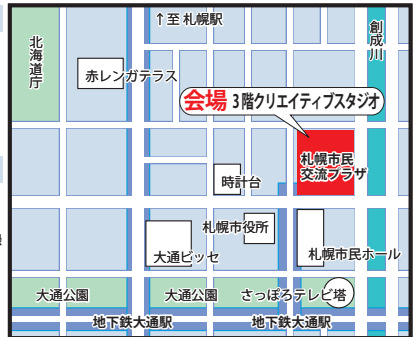 ↑至 札幌駅
北海道庁
創成川
赤レンガテラス
会場 3階クリエイティブスタジオ
札幌市民
交流プラザ
時計台
札幌市役所
大通ビッセ
札幌市民ホール
大通公園
大通公園
さっぽろテレビ塔
地下鉄大通駅
地下鉄大通駅